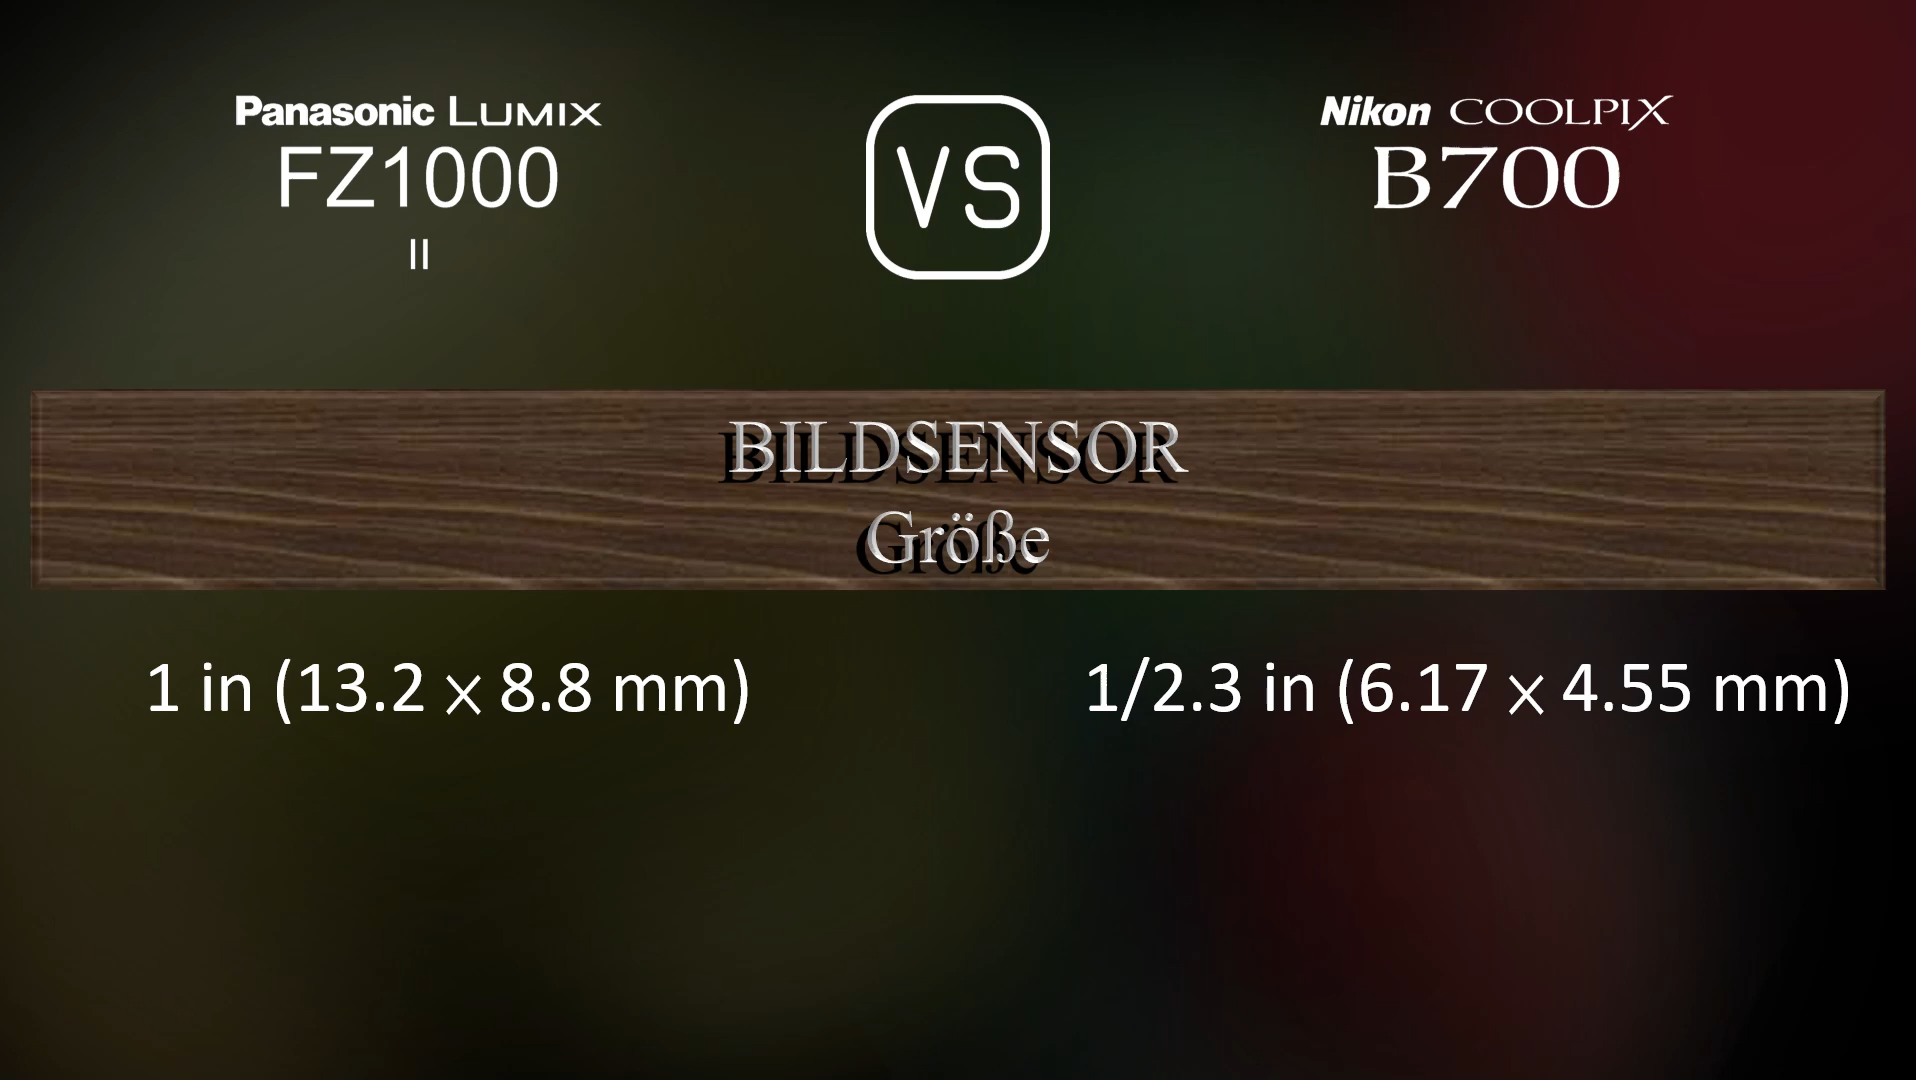 Panasonic LUMIX
FZ1000
II
VS
Nikon COOLPIX
B700
BILDSENSOR
Größe
1 in (13.2 x 8.8 mm)
1/2.3 in (6.17 x 4.55 mm)